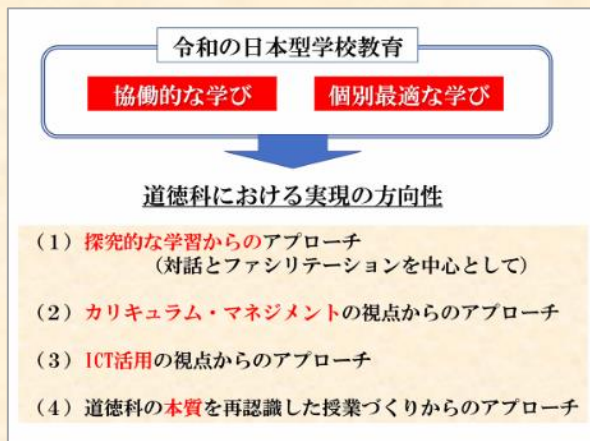 令和の日本型学校教育
協働的な学び
個別最適な学び
道徳科における実現の方向性
（１）探究的な学習からのアプローチ
（対話とファシリテーションを中心として）
（２）カリキュラム・マネジメントの視点からのアプローチ
（３）ICT活用の視点からのアプローチ
（４）道徳科の本質を再認識した授業づくりからのアプローチ